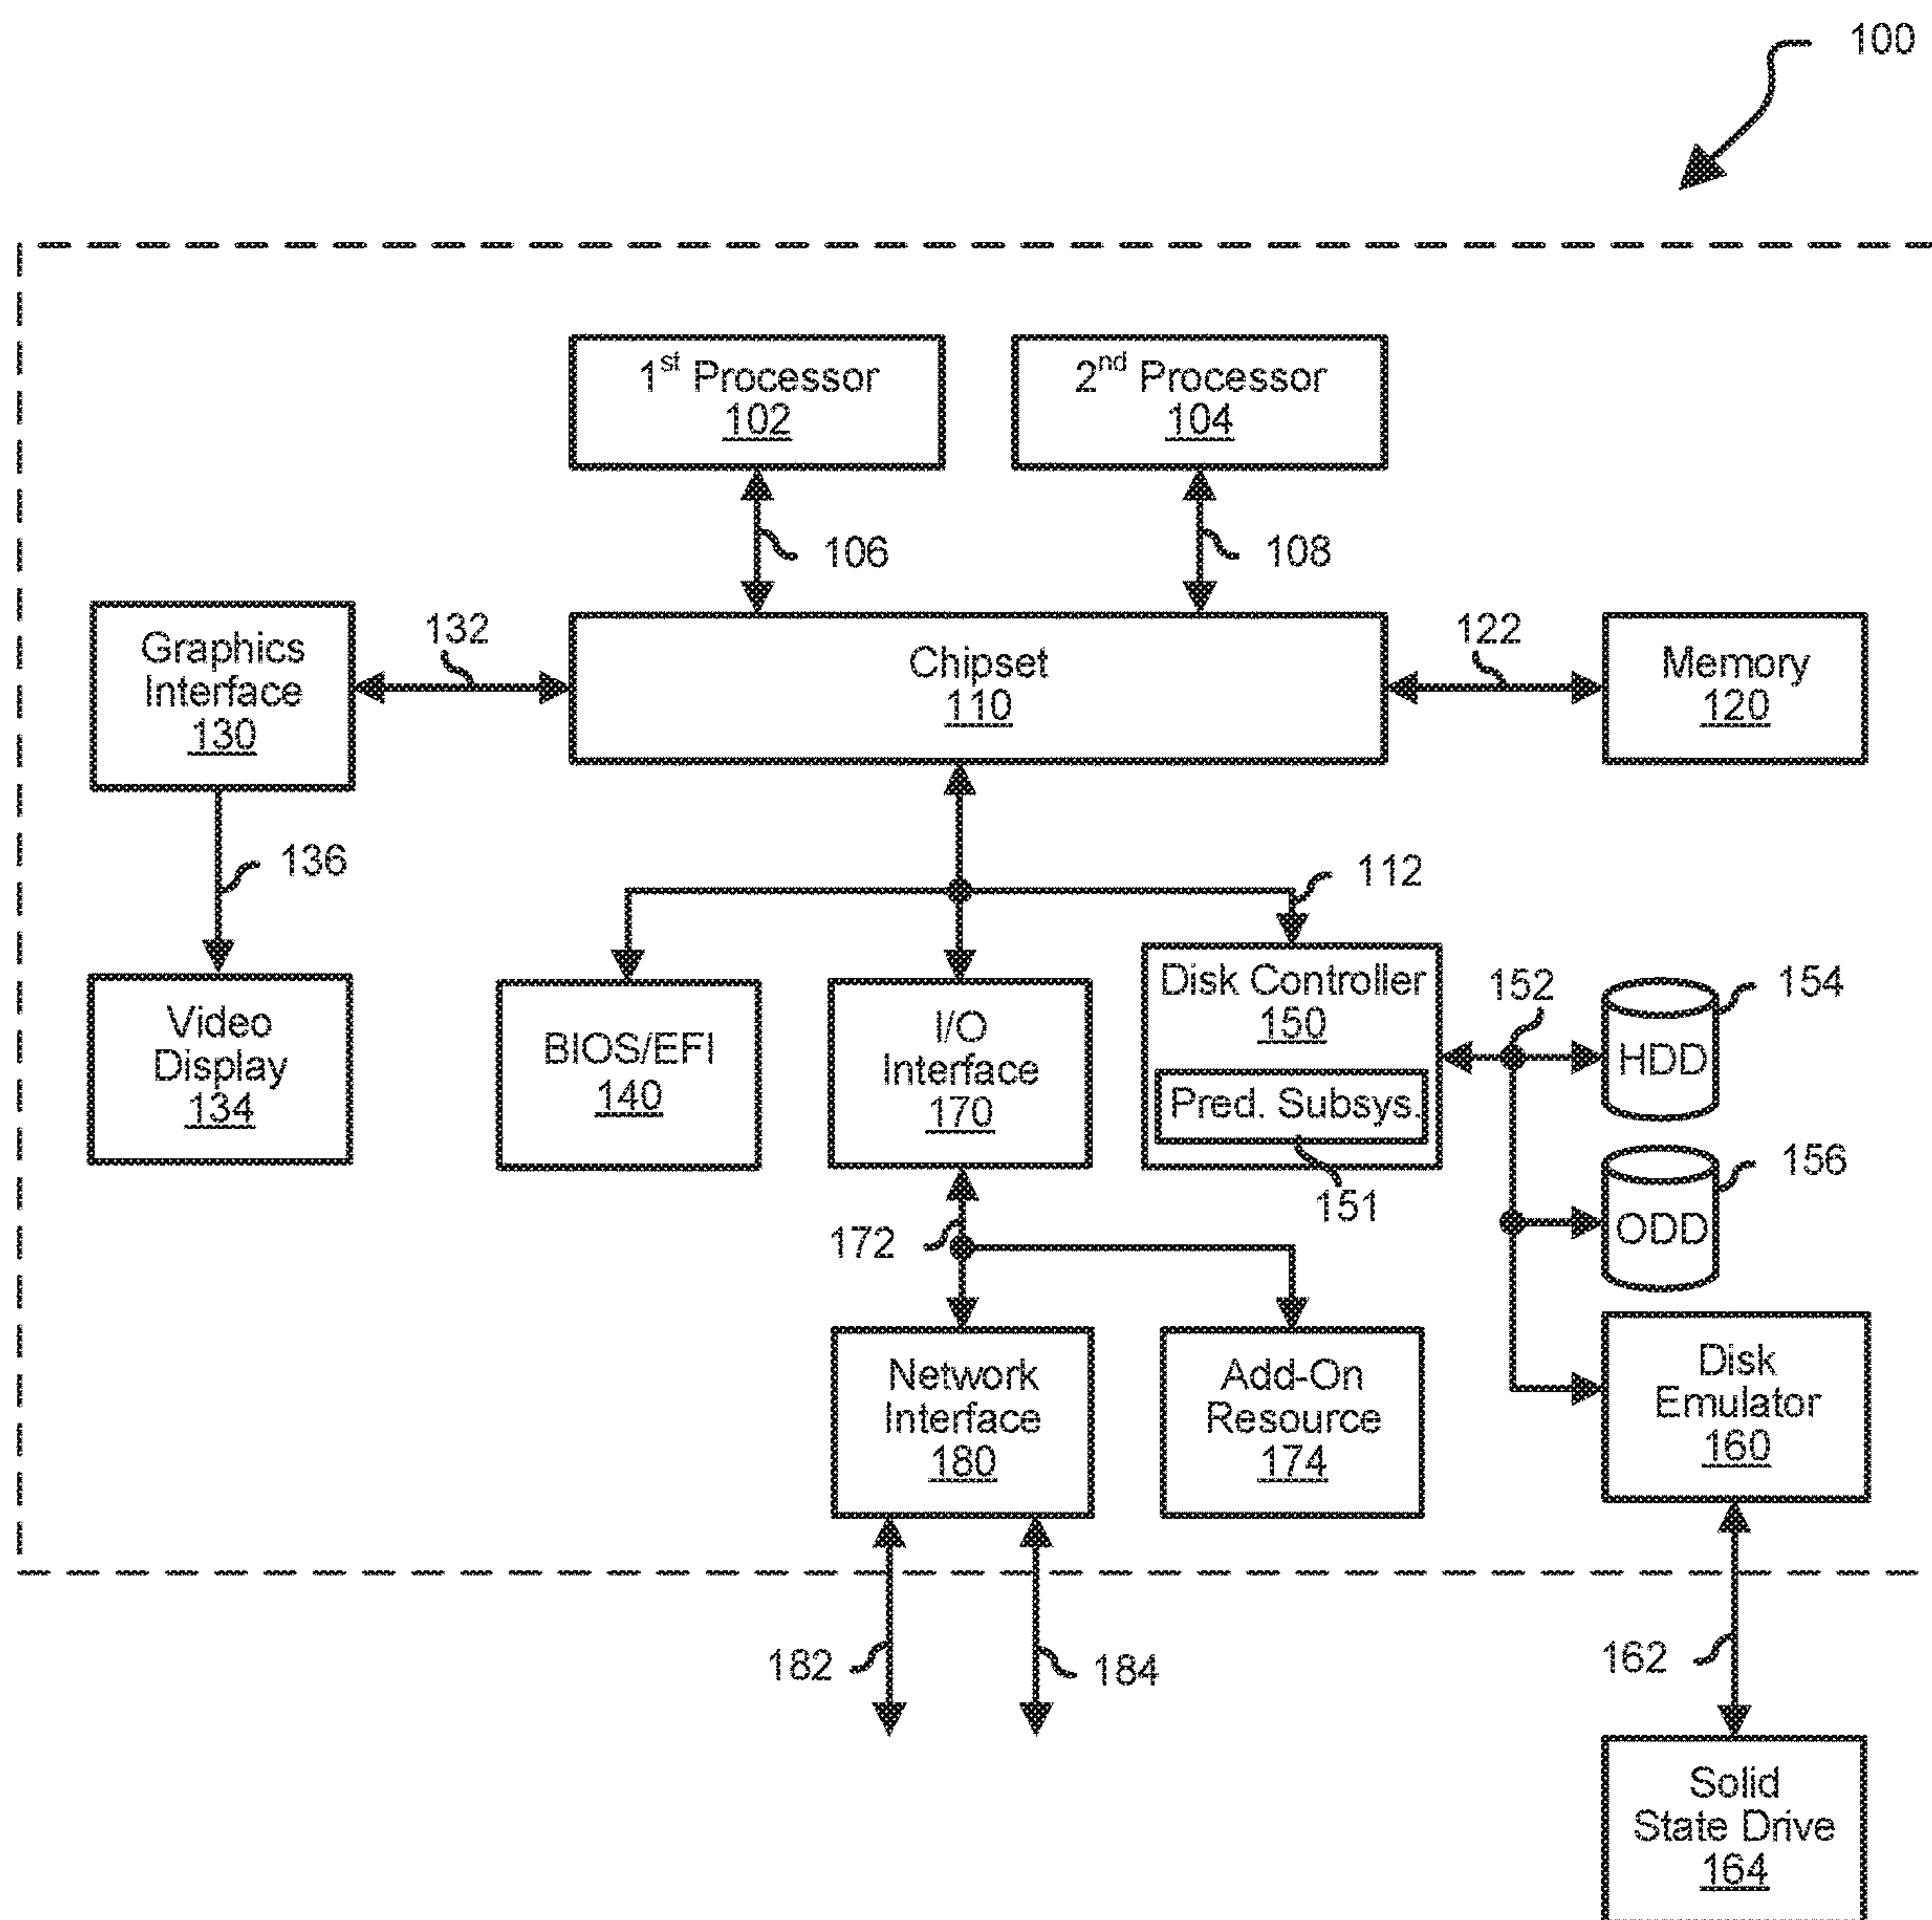 100
1st Processor
102
2nd Processor
104
106
108
Graphics
Interface
130
132
Chipset
110
122
Memory
120
136
112
Video
Display
134
BIOS/EFI
140
I/O
Interface
170
Disk Controller
150
Pred. Subsys.
151
152
154
HDD
156
ODD
172
Network
Interface
180
Add-On
Resource
174
Disk
Emulator
160
182
184
162
Solid
State Drive
164